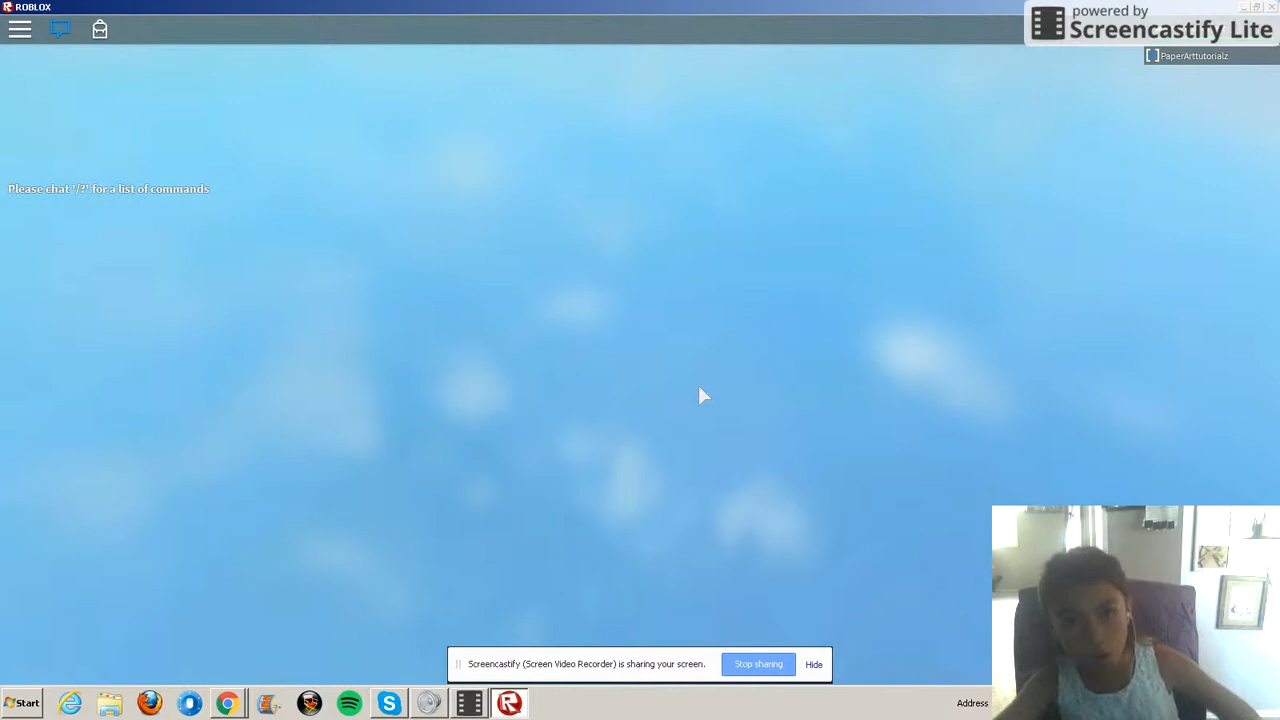 ROBLOX
powered by
Screencastify Lite
PaperArttutorialz
Please chat '/?' for a list of commands
Screencastify (Screen Video Recorder) is sharing your screen.
Stop sharing
Hide
Start
Address